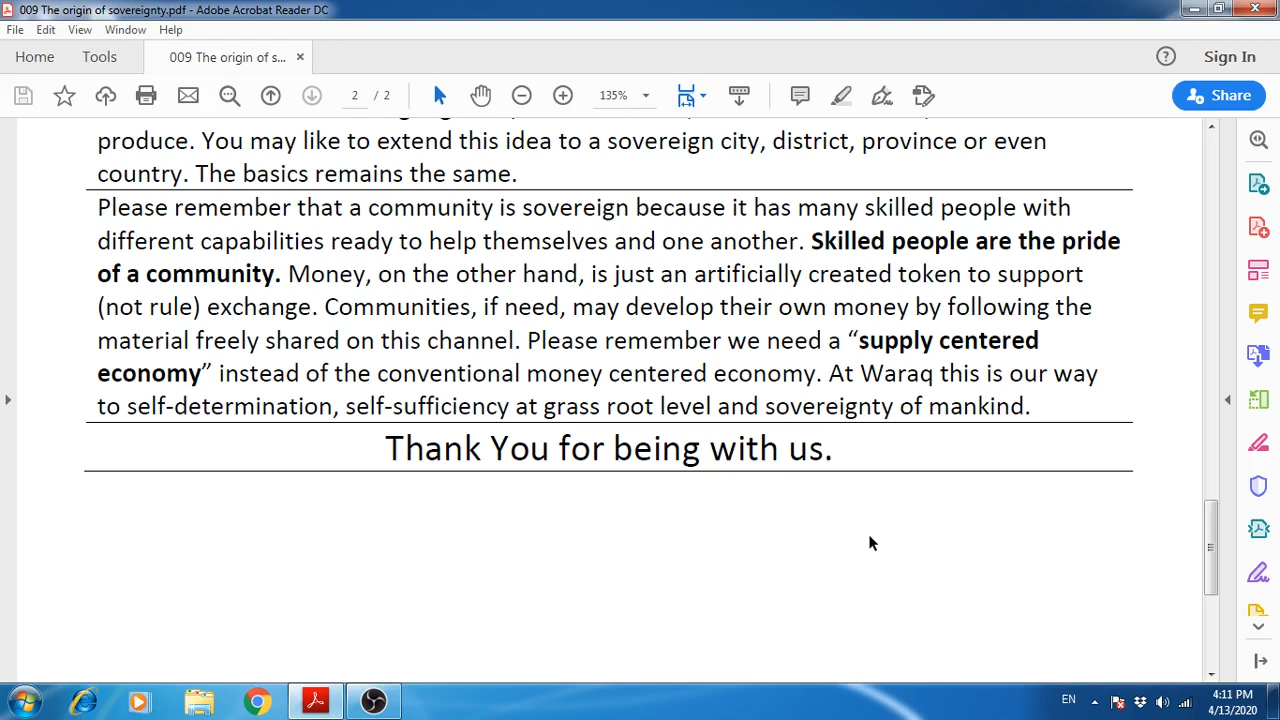 009 The origin of sovereignty.pdf - Adobe Acrobat Reader DC
File Edit View Window Help
Home Tools 009 The origin of s... × Sign In
2 / 2 135% Share
produce. You may like to extend this idea to a sovereign city, district, province or even
country. The basics remains the same.
Please remember that a community is sovereign because it has many skilled people with
different capabilities ready to help themselves and one another. Skilled people are the pride
of a community. Money, on the other hand, is just an artificially created token to support
(not rule) exchange. Communities, if need, may develop their own money by following the
material freely shared on this channel. Please remember we need a “supply centered
economy” instead of the conventional money centered economy. At Waraq this is our way
to self-determination, self-sufficiency at grass root level and sovereignty of mankind.
Thank You for being with us.
EN 4:11 PM
4/13/2020